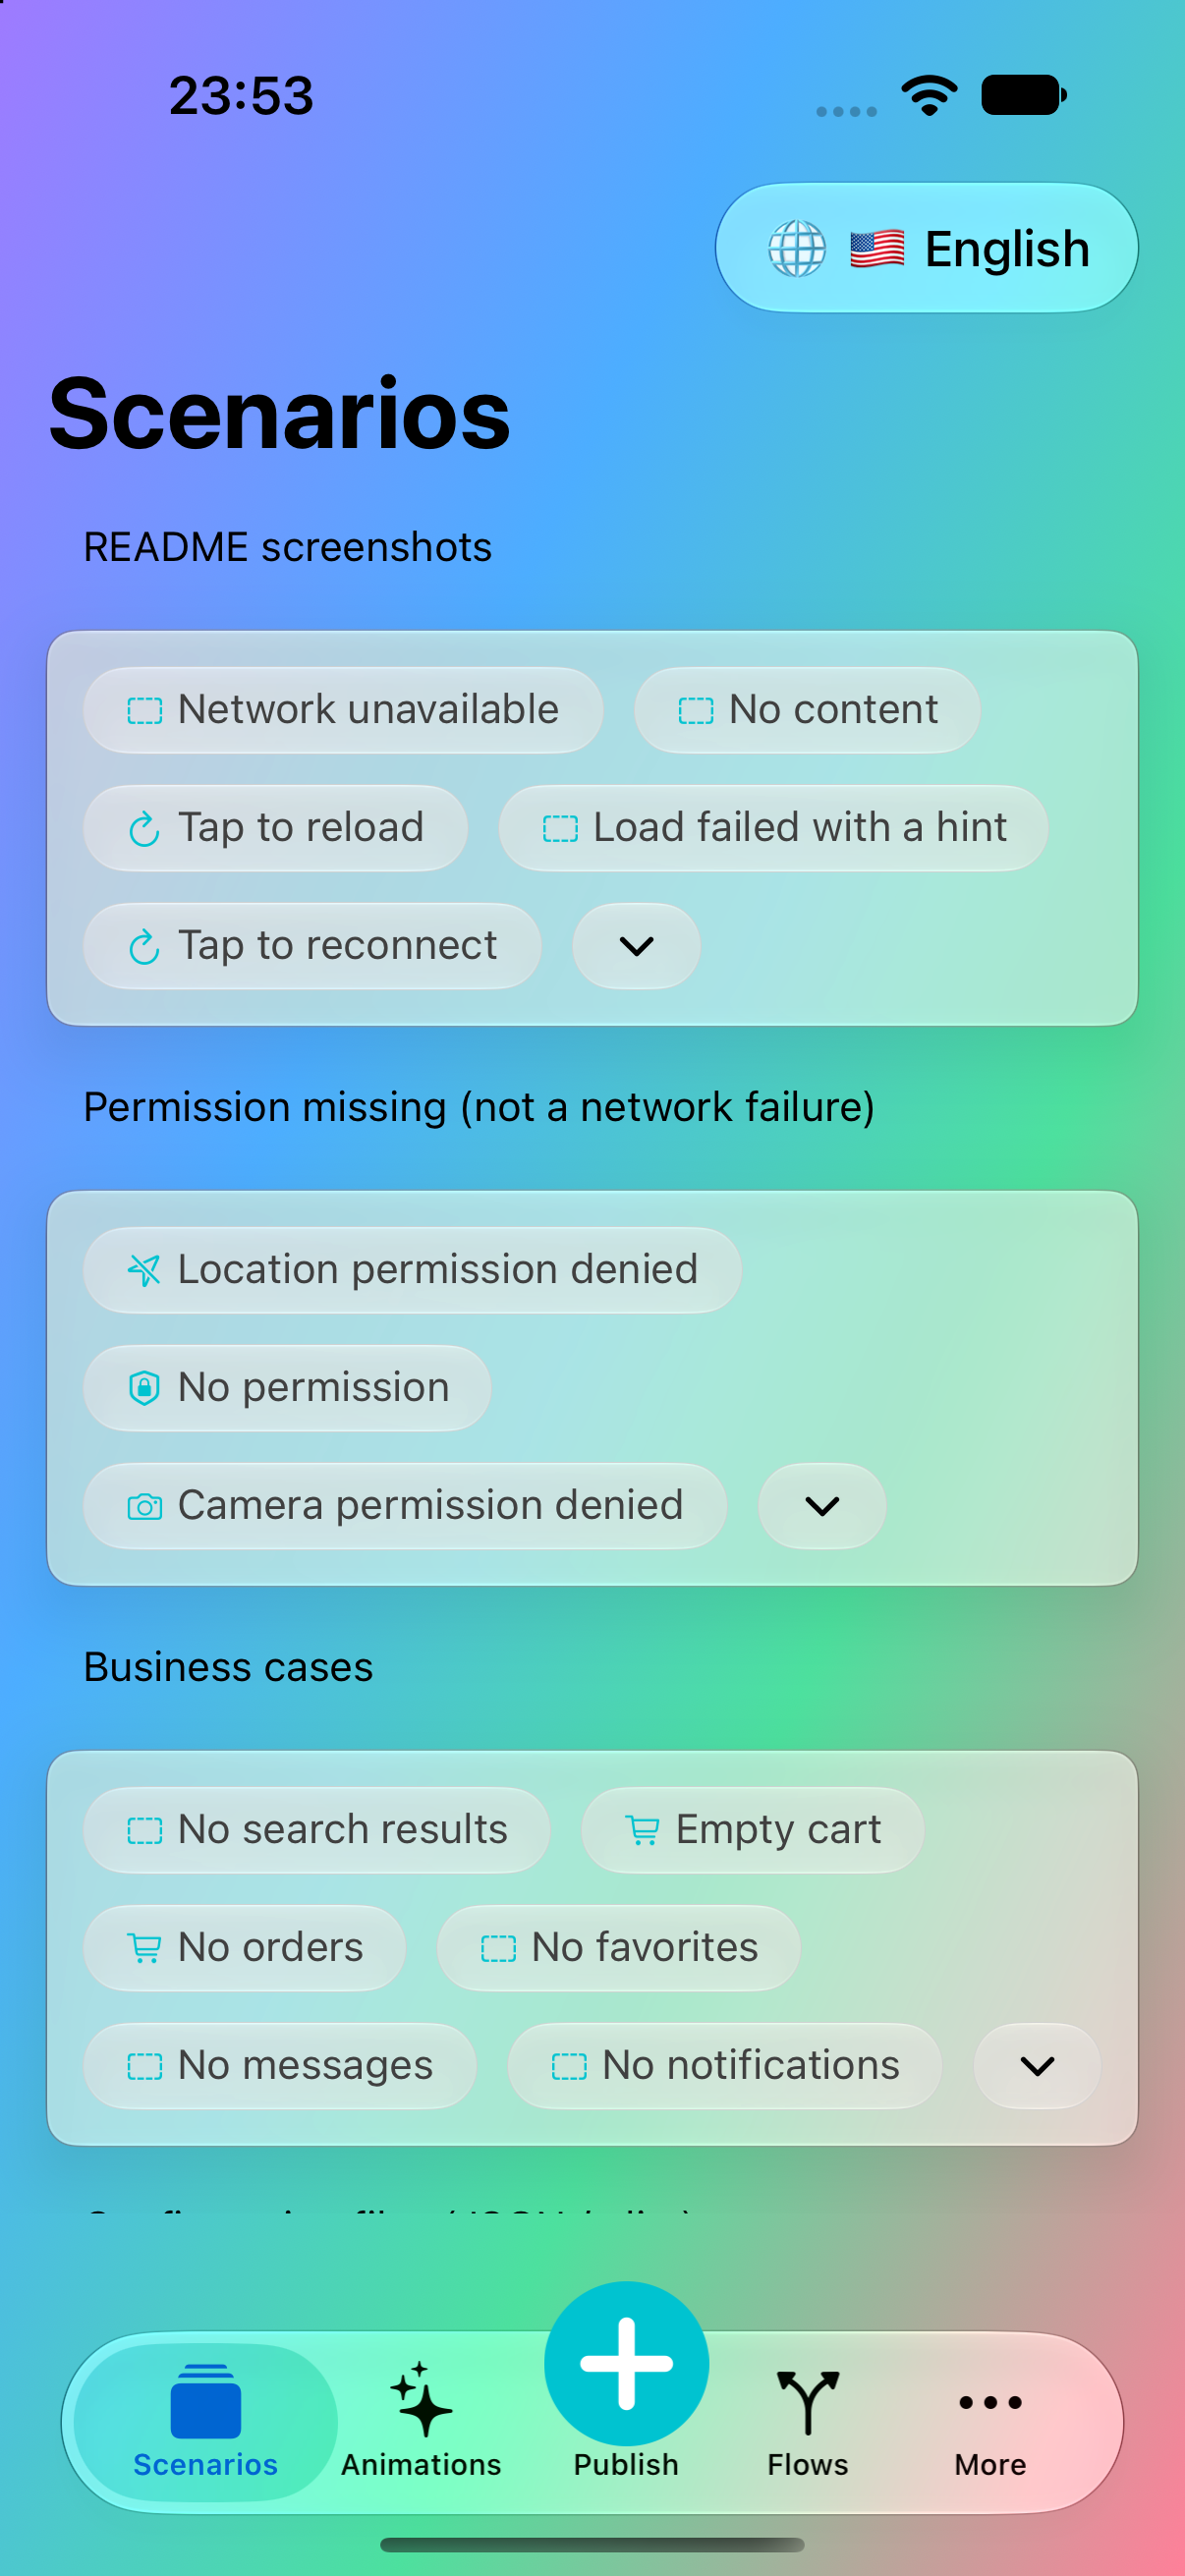 23:53
English
Scenarios
README screenshots
Network unavailable
No content
Tap to reload
Load failed with a hint
Tap to reconnect
Permission missing (not a network failure)
Location permission denied
No permission
Camera permission denied
Business cases
No search results
Empty cart
No orders
No favorites
No messages
No notifications
Scenarios
Animations
Publish
Flows
More